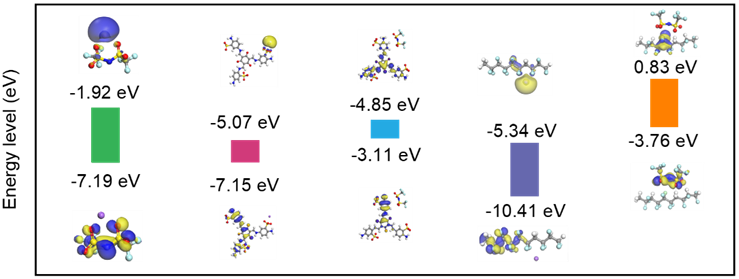 Energy level (eV)
-1.92 eV
-7.19 eV
-5.07 eV
-7.15 eV
-4.85 eV
-3.11 eV
-5.34 eV
-10.41 eV
0.83 eV
-3.76 eV